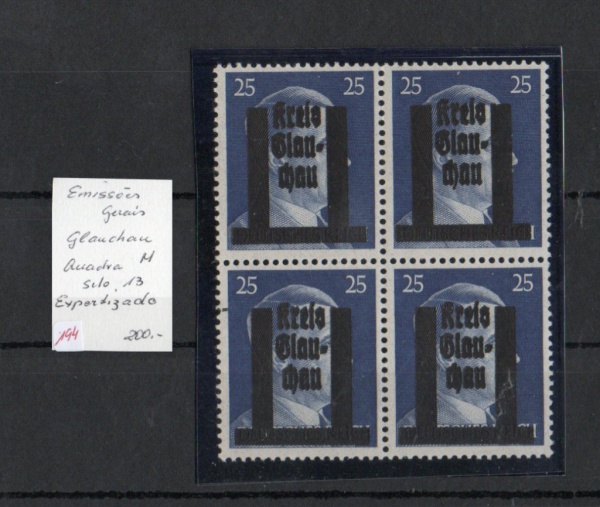 Emissões
Gerais
Glauchau
Quadra M
selo 13
Expertizado
194 200.-
25 25
Kreis
Glau-
chau
25 25
Kreis
Glau-
chau
25 25
Kreis
Glau-
chau
25 25
Kreis
Glau-
chau